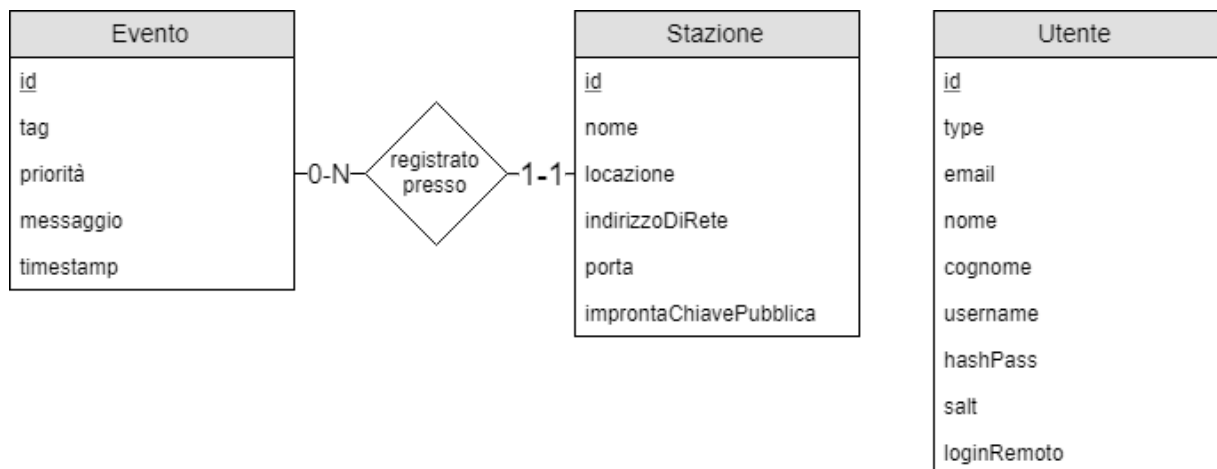 Evento
id
tag
priorità
messaggio
timestamp
0-N
registrato
presso
1-1
Stazione
id
nome
locazione
indirizzoDiRete
porta
improntaChiavePubblica
Utente
id
type
email
nome
cognome
username
hashPass
salt
loginRemoto